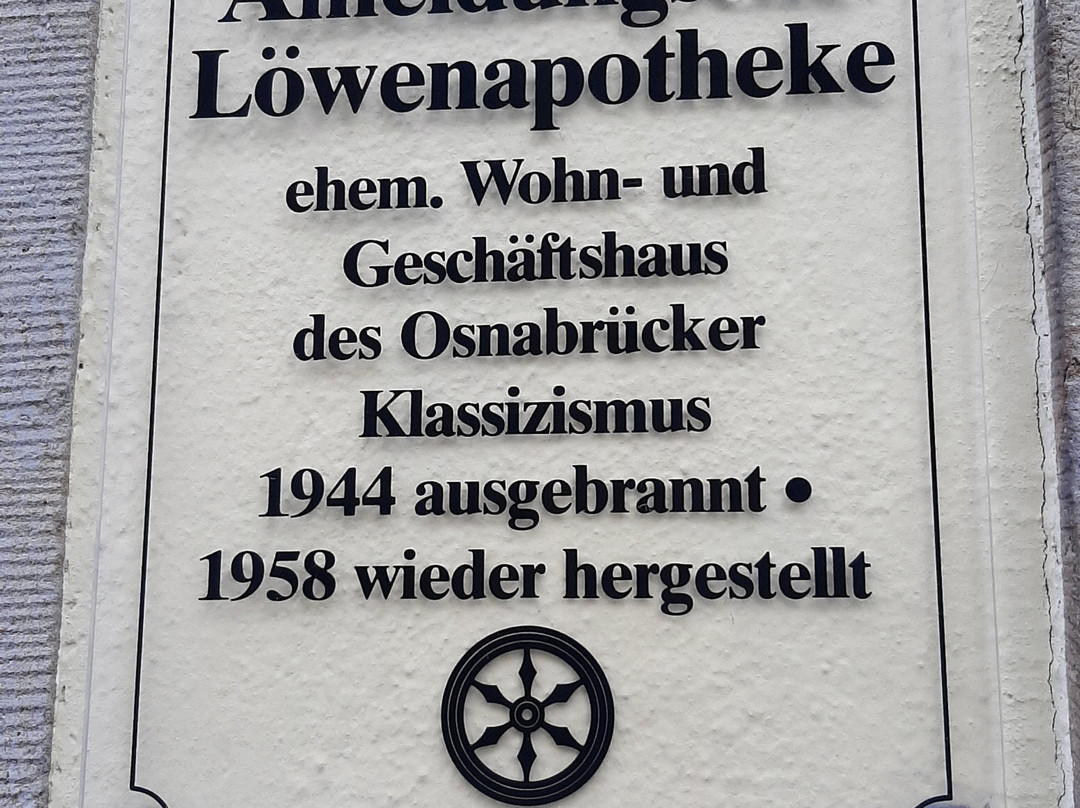 Löwenapotheke
ehem. Wohn- und
Geschäftshaus
des Osnabrücker
Klassizismus
1944 ausgebrannt •
1958 wieder hergestellt